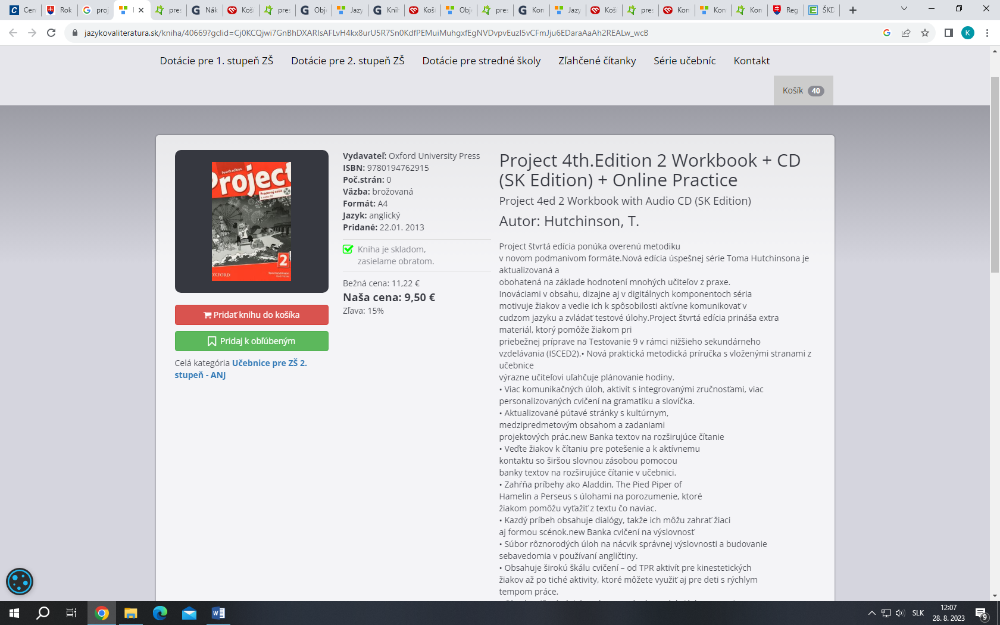 Cen
Rok
proj
pres
Nák
Koši
pres
Obje
Jazy
Knih
Koši
Obje
pres
Kon
Jazy
Koši
pres
Kon
Kon
Kon
Reg
ŠKD
jazykovaliteratura.sk/kniha/40669?gclid=Cj0KCQjwi7GnBhDXARIsAFLvH4kx8urU5R7Sn0KdfPEMuiMuhgxfEgNVDvpvEuzI5vCFmJju6EDaraAaAh2REALw_wcB
K
Dotácie pre 1. stupeň ZŠ
Dotácie pre 2. stupeň ZŠ
Dotácie pre stredné školy
Zľahčené čítanky
Série učebníc
Kontakt
Košík 40
Fourth edition
Project
Pracovný zošit
2
Tom Hutchinson
OXFORD
Pridať knihu do košíka
Pridaj k obľúbeným
Celá kategória Učebnice pre ZŠ 2.
stupeň - ANJ
Vydavateľ: Oxford University Press
ISBN: 9780194762915
Poč.strán: 0
Väzba: brožovaná
Formát: A4
Jazyk: anglický
Pridané: 22.01. 2013
Kniha je skladom,
zasielame obratom.
Bežná cena: 11,22 €
Naša cena: 9,50 €
Zľava: 15%
Project 4th.Edition 2 Workbook + CD
(SK Edition) + Online Practice
Project 4ed 2 Workbook with Audio CD (SK Edition)
Autor: Hutchinson, T.
Project štvrtá edícia ponúka overenú metodiku
v novom podmanivom formáte.Nová edícia úspešnej série Toma Hutchinsona je
aktualizovaná a
obohatená na základe hodnotení mnohých učiteľov z praxe.
Inováciami v obsahu, dizajne aj v digitálnych komponentoch séria
motivuje žiakov a vedie ich k spôsobilosti aktívne komunikovať v
cudzom jazyku a zvládať testové úlohy.Project štvrtá edícia prináša extra
materiál, ktorý pomôže žiakom pri
priebežnej príprave na Testovanie 9 v rámci nižšieho sekundárneho
vzdelávania (ISCED2).• Nová praktická metodická príručka s vloženými stranami z
učebnice
výrazne učiteľovi uľahčuje plánovanie hodiny.
• Viac komunikačných úloh, aktivít s integrovanými zručnosťami, viac
personalizovaných cvičení na gramatiku a slovíčka.
• Aktualizované pútavé stránky s kultúrnym,
medzipredmetovým obsahom a zadaniami
projektových prác.new Banka textov na rozširujúce čítanie
• Veďte žiakov k čítaniu pre potešenie a k aktívnemu
kontaktu so širšou slovnou zásobou pomocou
banky textov na rozširujúce čítanie v učebnici.
• Zahŕňa príbehy ako Aladdin, The Pied Piper of
Hamelin a Perseus s úlohami na porozumenie, ktoré
žiakom pomôžu vyťažiť z textu čo naviac.
• Kazdý príbeh obsahuje dialógy, takže ich môžu zahrať žiaci
aj formou scénok.new Banka cvičení na výslovnosť
• Súbor rôznorodých úloh na nácvik správnej výslovnosti a budovanie
sebavedomia v používaní angličtiny.
• Obsahuje širokú škálu cvičení – od TPR aktivít pre kinestetických
žiakov až po tiché aktivity, ktoré môžete využiť aj pre deti s rýchlym
tempom práce.
SLK
12:07
28. 8. 2023
9